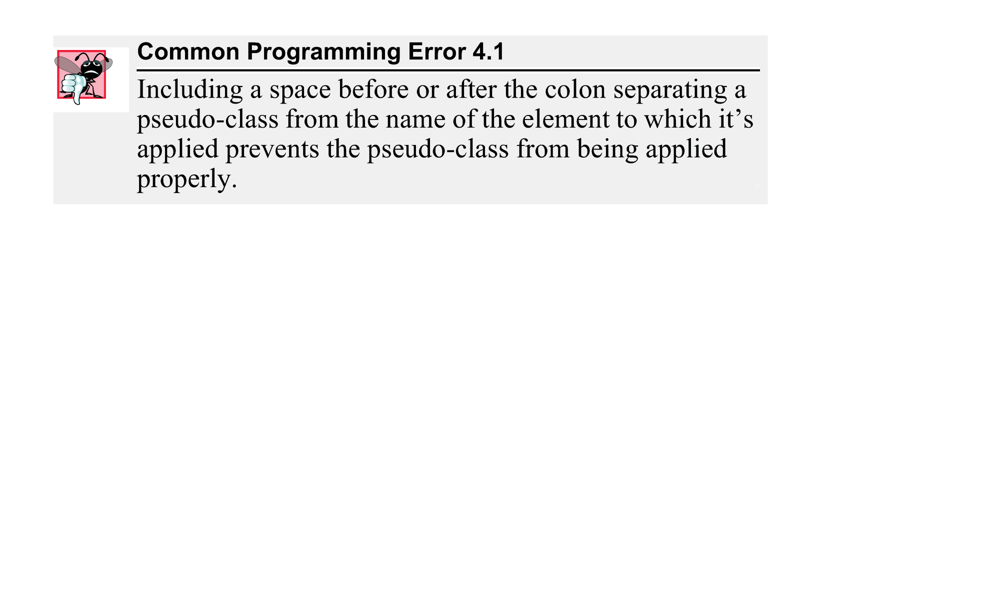 Common Programming Error 4.1
Including a space before or after the colon separating a
pseudo-class from the name of the element to which it’s
applied prevents the pseudo-class from being applied
properly.